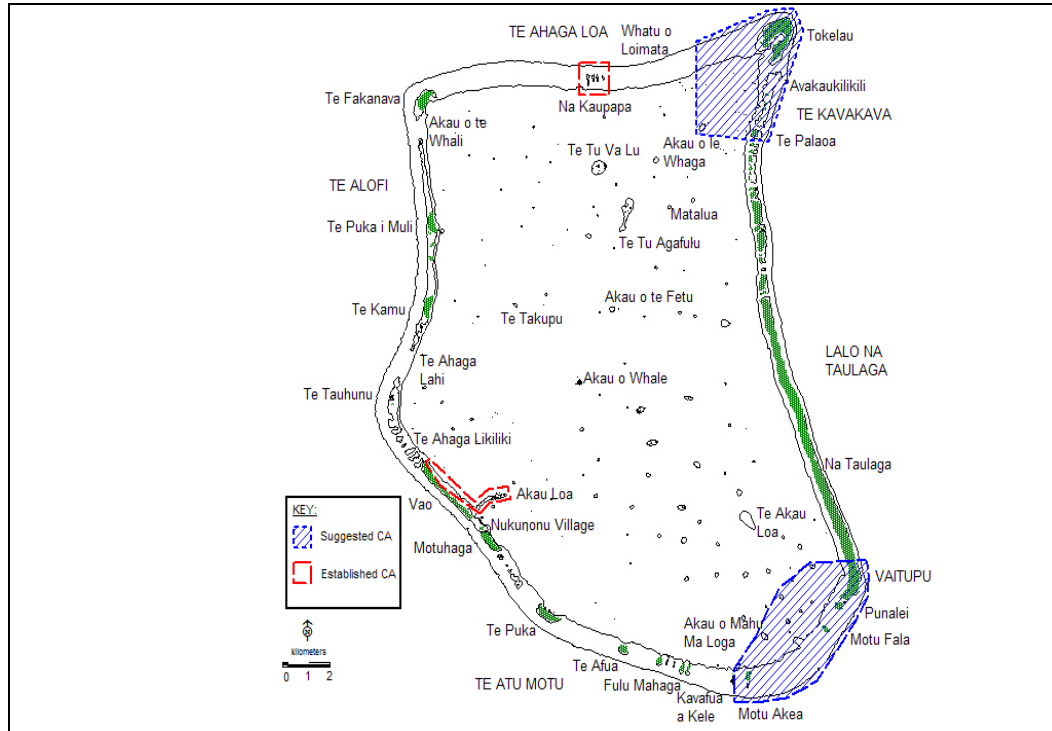 TE AHAGA LOA
Whatu o
Loimata
Tokelau
Te Fakanava
Na Kaupapa
Avakaukilikili
TE KAVAKAVA
Akau o te
Whali
Te Palaoa
Akau o le
Whaga
Te Tu Va Lu
TE ALOFI
Matalua
Te Puka i Muli
Te Tu Agafulu
Te Kamu
Te Takupu
Akau o te Fetu
LALO NA
TAULAGA
Te Ahaga
Lahi
Akau o Whale
Te Tauhunu
Te Ahaga Likiliki
Na Taulaga
Akau Loa
Vao
Nukunonu Village
Te Akau
Loa
Motuhaga
KEY:
Suggested CA
Established CA
VAITUPU
Punalei
Te Puka
Akau o Mahu
Ma Loga
Motu Fala
Te Afua
TE ATU MOTU
Fulu Mahaga
Kavafua
a Kele
Motu Akea
kilometers
0 1 2